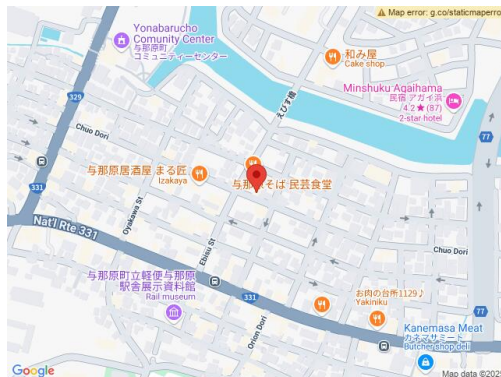 Map error: g.co/staticmaperro
Yonabarucho
Comunity Center
与那原町
コミュニティーセンター
和み屋
Cake shop
Minshuku Agaihama
民宿 アガイ浜
4.2★(87)
2-star hotel
えびす橋
329
77
Chuo Dori
与那原居酒屋 まる匠
Izakaya
与那原そば 民芸食堂
331
Oyakawa St
Nat'l Rte 331
Ebisu St
Chuo Dori
与那原町立軽便与那原
駅舎展示資料館
Rail museum
331
お肉の台所1129♪
Yakiniku
Orion Dori
77
Kanemasa Meat
カネマサミート
Butcher shop deli
Google
Map data ©2025